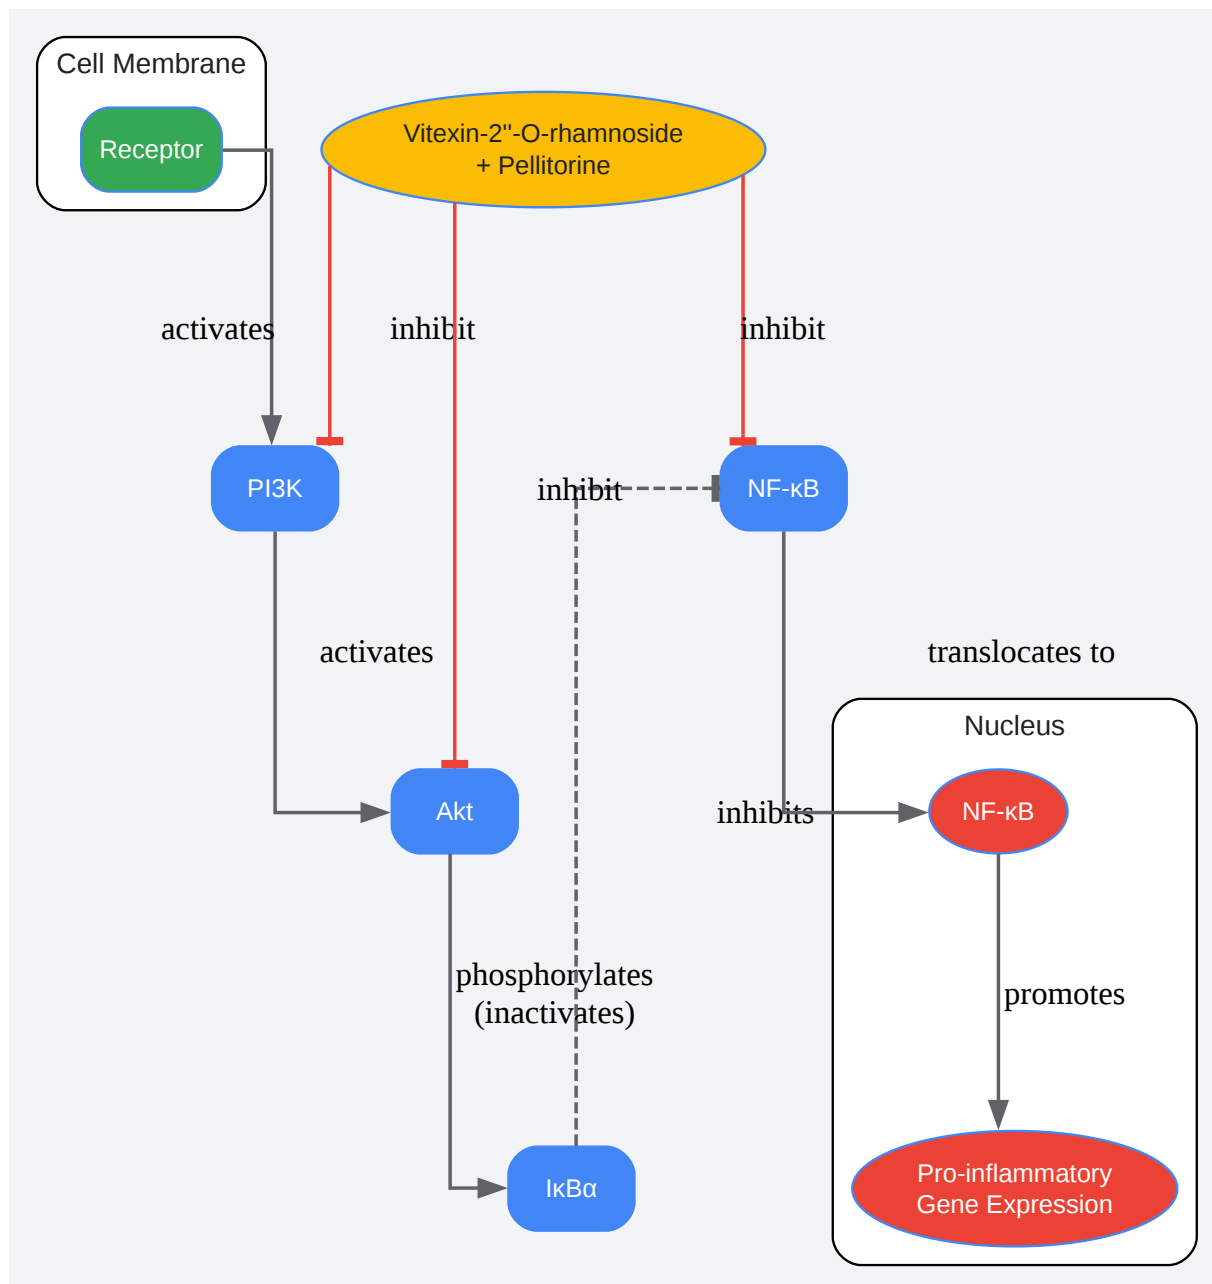 Cell Membrane
Receptor
Vitexin-2"-O-rhamnoside
+ Pellitorine
activates
inhibit
inhibit
PI3K
inhibit
NF-κB
activates
translocates to
Nucleus
Akt
inhibits
NF-κB
phosphorylates
(inactivates)
promotes
IκBα
Pro-inflammatory
Gene Expression